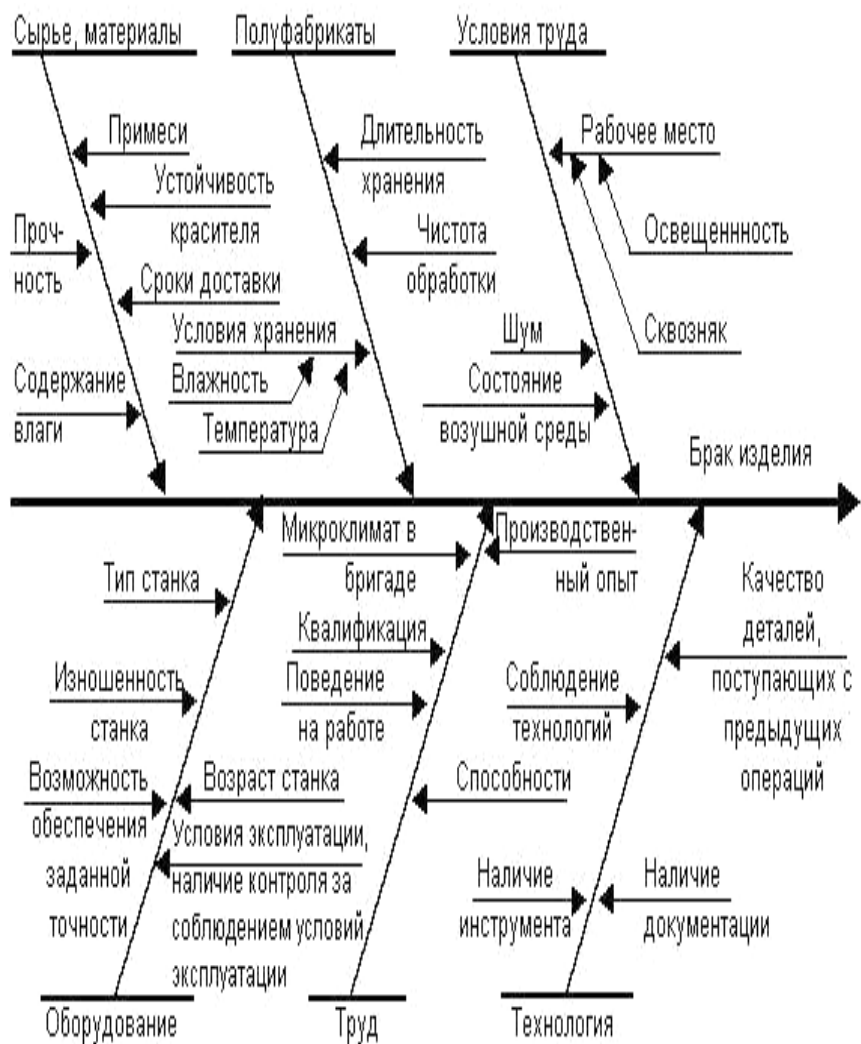 Сырье, материалы
Полуфабрикаты
Условия труда
Примеси
Устойчивость
красителя
Проч-
ность
Сроки доставки
Содержание
влаги
Длительность
хранения
Чистота
обработки
Условия хранения
Влажность
Температура
Рабочее место
Освещеннность
Сквозняк
Шум
Состояние
возушной среды
Брак изделия
Тип станка
Изношенность
станка
Возможность
обеспечения
заданной
точности
Возраст станка
Условия эксплуатации,
наличие контроля за
соблюдением условий
эксплуатации
Микроклимат в
бригаде
Производствен-
ный опыт
Квалификация
Поведение
на работе
Способности
Качество
деталей,
поступающих с
предыдущих
операций
Соблюдение
технологий
Наличие
инструмента
Наличие
документации
Оборудование
Труд
Технология